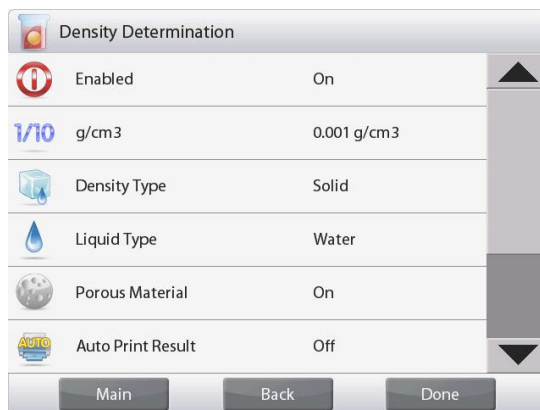 Density Determination
Enabled On
1/10 g/cm3 0.001 g/cm3
Density Type Solid
Liquid Type Water
Porous Material On
AUTO Auto Print Result Off
Main Back Done